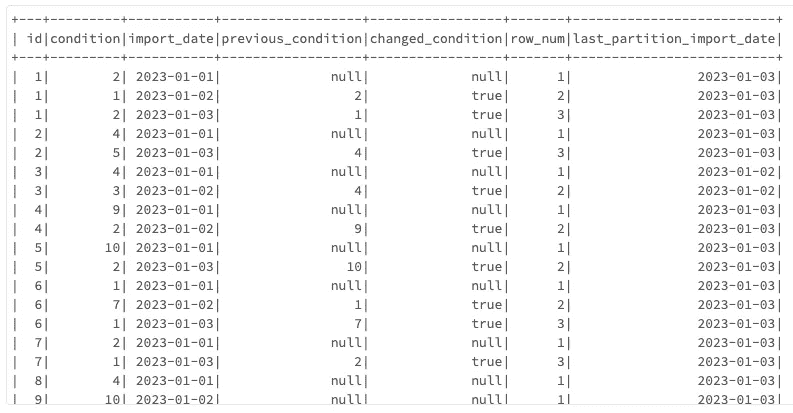 +---+---------+-----------+------------------+-----------------+-------+--------------------------+
| id|condition|import_date|previous_condition|changed_condition|row_num|last_partition_import_date|
+---+---------+-----------+------------------+-----------------+-------+--------------------------+
|  1|        2| 2023-01-01|              null|             null|      1|                2023-01-03|
|  1|        1| 2023-01-02|                 2|             true|      2|                2023-01-03|
|  1|        2| 2023-01-03|                 1|             true|      3|                2023-01-03|
|  2|        4| 2023-01-01|              null|             null|      1|                2023-01-03|
|  2|        5| 2023-01-03|                 4|             true|      3|                2023-01-03|
|  3|        4| 2023-01-01|              null|             null|      1|                2023-01-02|
|  3|        3| 2023-01-02|                 4|             true|      2|                2023-01-02|
|  4|        9| 2023-01-01|              null|             null|      1|                2023-01-03|
|  4|        2| 2023-01-02|                 9|             true|      2|                2023-01-03|
|  5|       10| 2023-01-01|              null|             null|      1|                2023-01-03|
|  5|        2| 2023-01-03|                10|             true|      2|                2023-01-03|
|  6|        1| 2023-01-01|              null|             null|      1|                2023-01-03|
|  6|        7| 2023-01-02|                 1|             true|      2|                2023-01-03|
|  6|        1| 2023-01-03|                 7|             true|      3|                2023-01-03|
|  7|        2| 2023-01-01|              null|             null|      1|                2023-01-03|
|  7|        1| 2023-01-03|                 2|             true|      3|                2023-01-03|
|  8|        4| 2023-01-01|              null|             null|      1|                2023-01-03|
|  9|       10| 2023-01-02|              null|             null|      1|                2023-01-03|